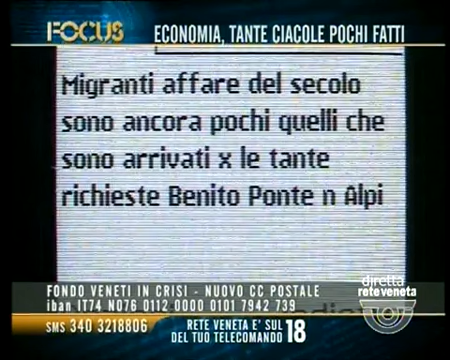 FOCUS
ECONOMIA, TANTE CIACOLE POCHI FATTI
Migranti affare del secolo
sono ancora pochi quelli che
sono arrivati x le tante
richieste Benito Ponte n Alpi
FONDO VENETI IN CRISI - NUOVO CC POSTALE
iban IT74 N076 0112 0000 0101 7942 739
diretta
reteveneta
SMS 340 3218806
RETE VENETA E' SUL 18
DEL TUO TELECOMANDO